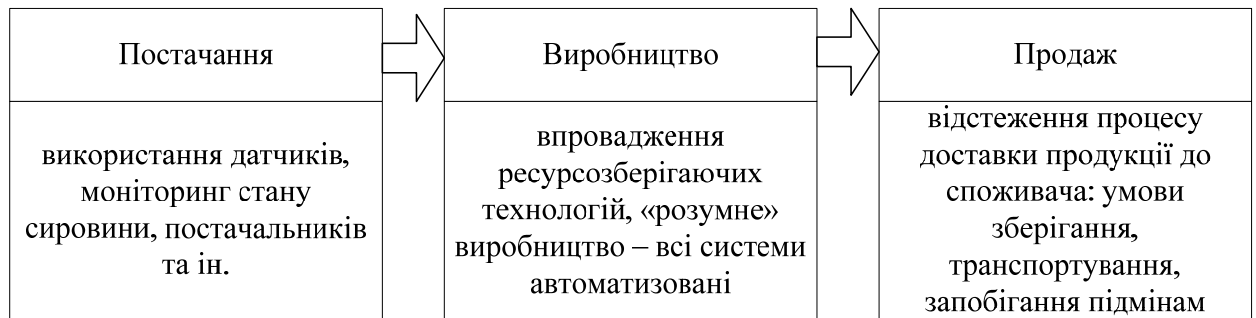 Постачання
використання датчиків,
моніторинг стану
сировини, постачальників
та ін.
Виробництво
впровадження
ресурсозберігаючих
технологій, «розумне»
виробництво – всі системи
автоматизовані
Продаж
відстеження процесу
доставки продукції до
споживача: умови
зберігання,
транспортування,
запобігання підмінам